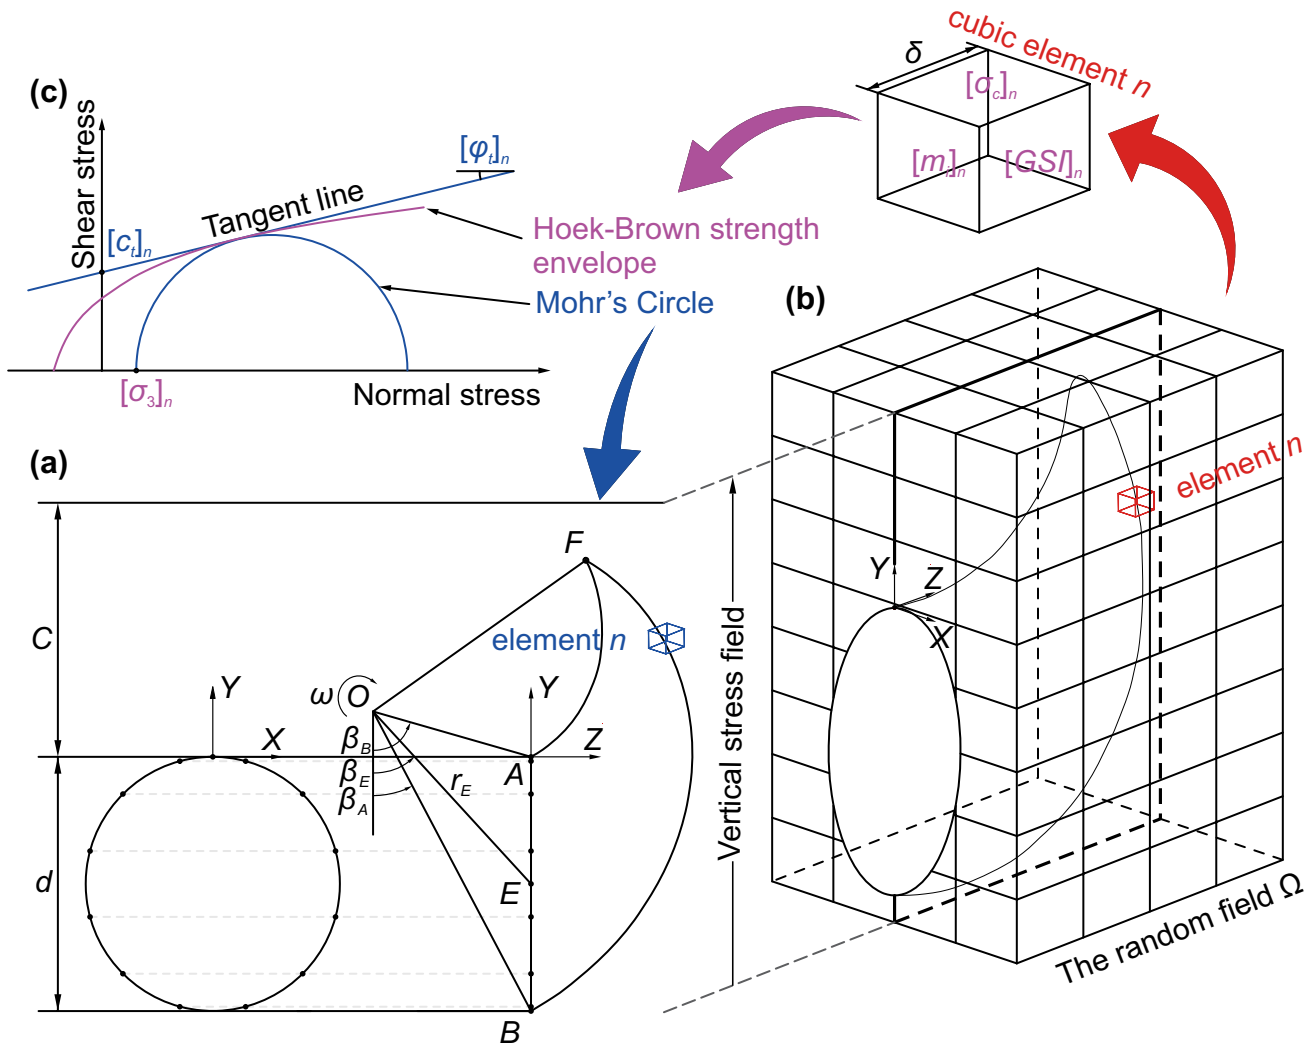 (c)
Shear stress
[φt]n
Tangent line
[ct]n
Hoek-Brown strength
envelope
Mohr’s Circle
[σ3]n
Normal stress
cubic element n
δ
[σc]n
[mi]n
[GSI]n
(b)
element n
Y
Z
X
Vertical stress field
The random field Ω
(a)
F
element n
C
ω
O
Y
Y
X
Z
βB
βE
βA
rE
A
d
E
B